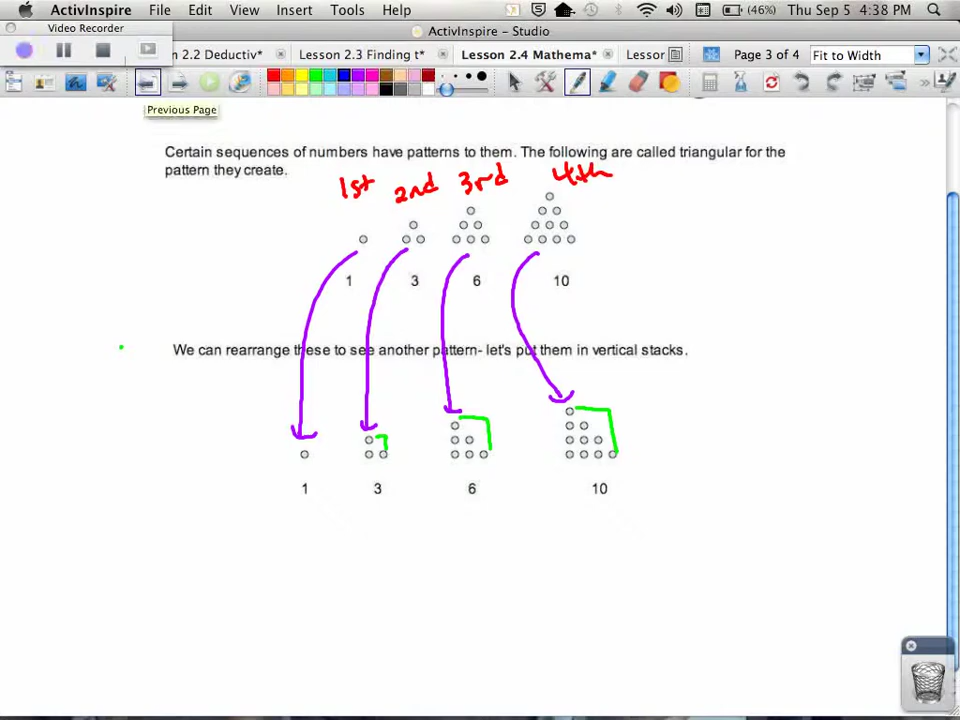 ActivInspire File Edit View Insert Tools Help (46%) Thu Sep 5 4:38 PM
Video Recorder
ActivInspire – Studio
n 2.2 Deductiv* Lesson 2.3 Finding t* Lesson 2.4 Mathema* Lessor Page 3 of 4 Fit to Width
Previous Page
Certain sequences of numbers have patterns to them. The following are called triangular for the
pattern they create.
1st 2nd 3rd 4th
1 3 6 10
We can rearrange these to see another pattern- let's put them in vertical stacks.
1 3 6 10